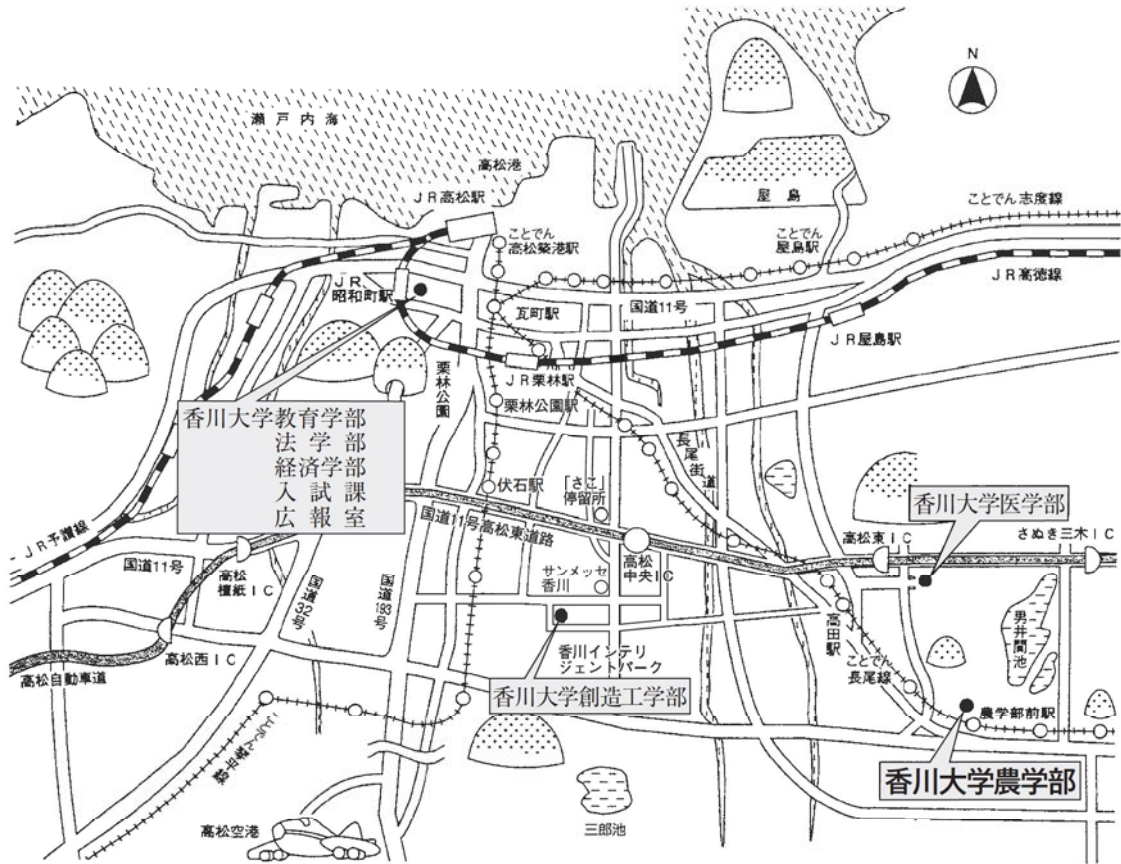 N
瀬戸内海
高松港
JR高松駅
屋島
ことでん志度線
ことでん
高松築港駅
ことでん
屋島駅
JR高徳線
JR
昭和町駅
瓦町駅
国道11号
JR屋島駅
栗林公園
JR栗林駅
栗林公園駅
香川大学教育学部
法学部
経済学部
入試課
広報室
長尾街道
伏石駅
「さこ」
停留所
香川大学医学部
国道11号高松東道路
高松東IC
さぬき三木IC
JR予讃線
国道11号
高松
檀紙IC
国道32号
国道193号
サンメッセ
香川
高松
中央IC
高松西IC
高松自動車道
香川インテリ
ジェントパーク
高田駅
ことでん
長尾線
男井間池
香川大学創造工学部
農学部前駅
ことでん琴平線
香川大学農学部
高松空港
三郎池